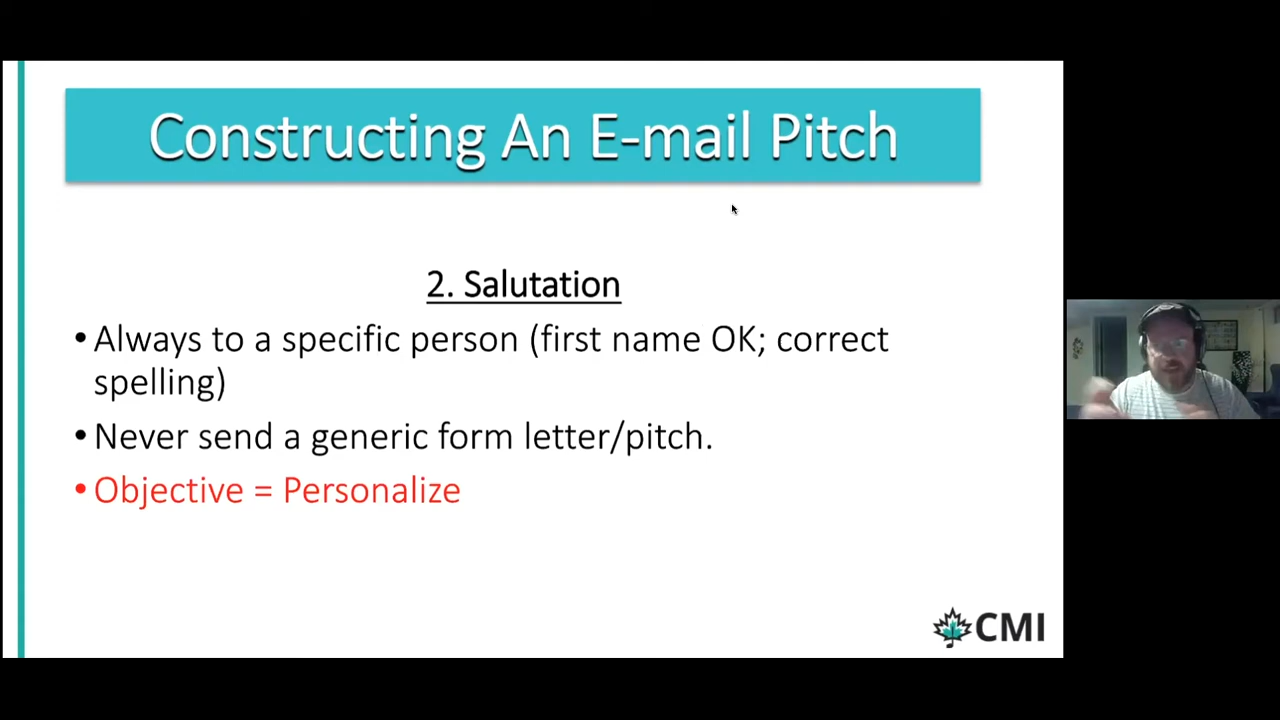 Constructing An E-mail Pitch
2. Salutation
•Always to a specific person (first name OK; correct
spelling)
•Never send a generic form letter/pitch.
•Objective = Personalize
CMI